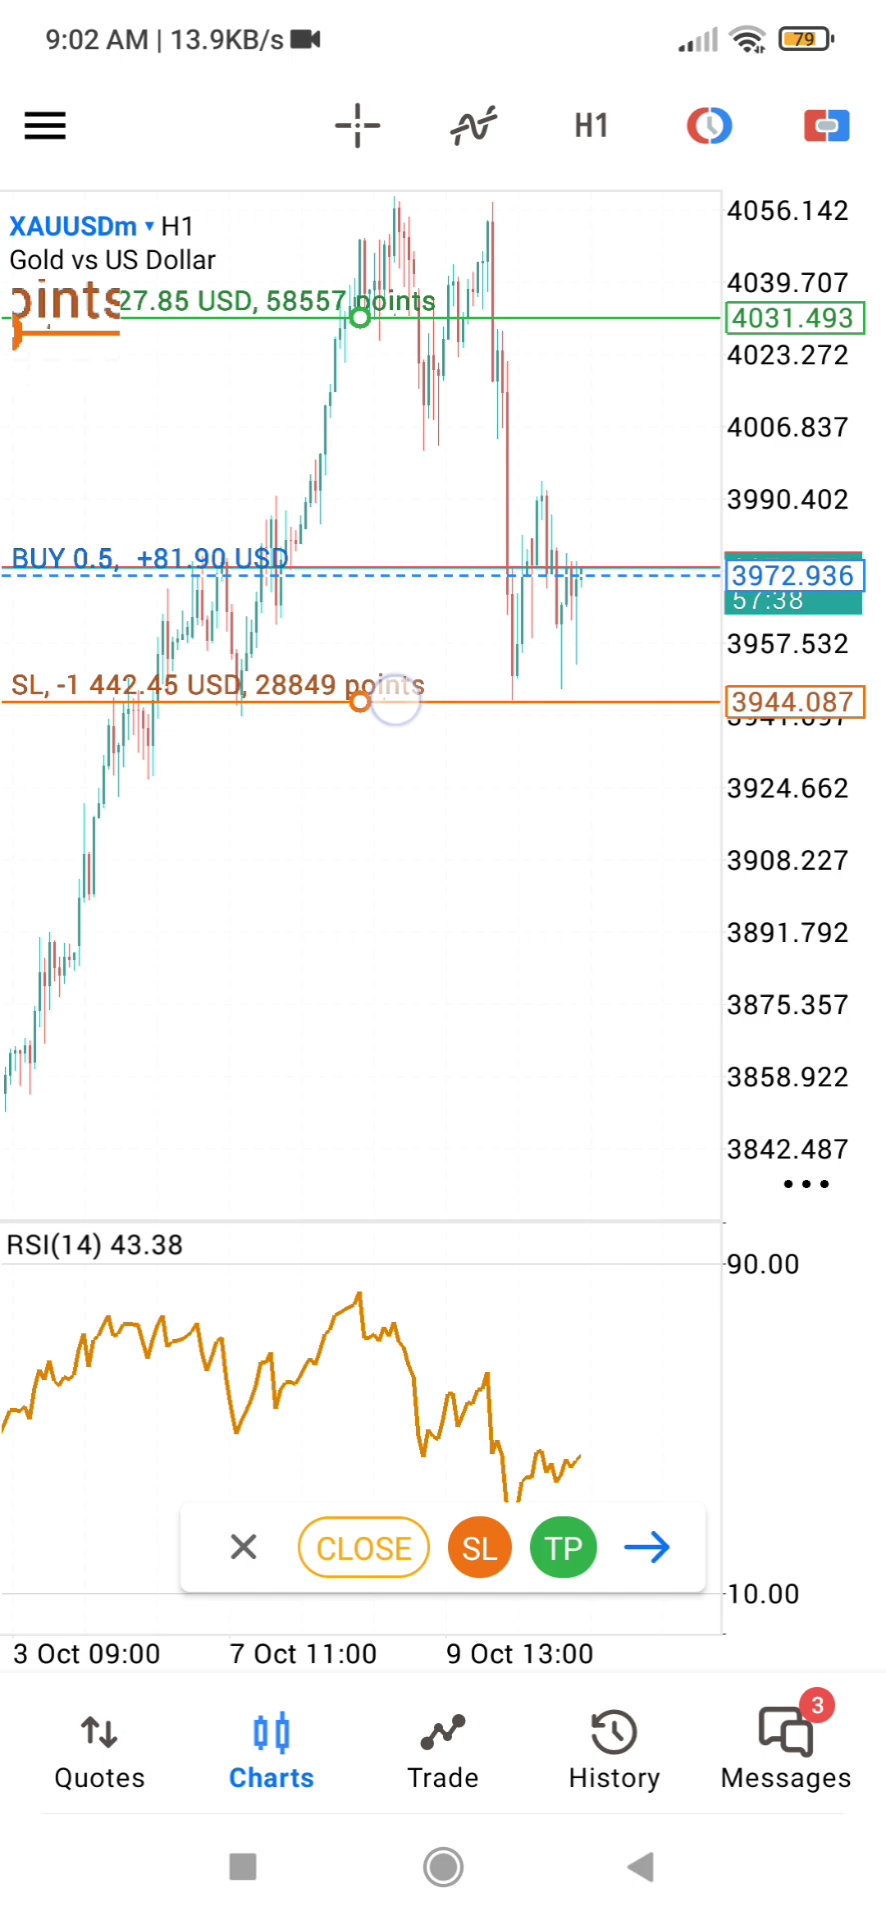 9:02 AM | 13.9KB/s
79
H1
XAUUSDm ▾ H1
Gold vs US Dollar
points
27.85 USD, 58557 points
BUY 0.5, +81.90 USD
SL, -1 442.45 USD, 28849 points
4056.142
4039.707
4031.493
4023.272
4006.837
3990.402
3972.936
57:38
3957.532
3944.087
3924.662
3908.227
3891.792
3875.357
3858.922
3842.487
RSI(14) 43.38
90.00
CLOSE
SL
TP
10.00
3 Oct 09:00
7 Oct 11:00
9 Oct 13:00
3
Quotes
Charts
Trade
History
Messages